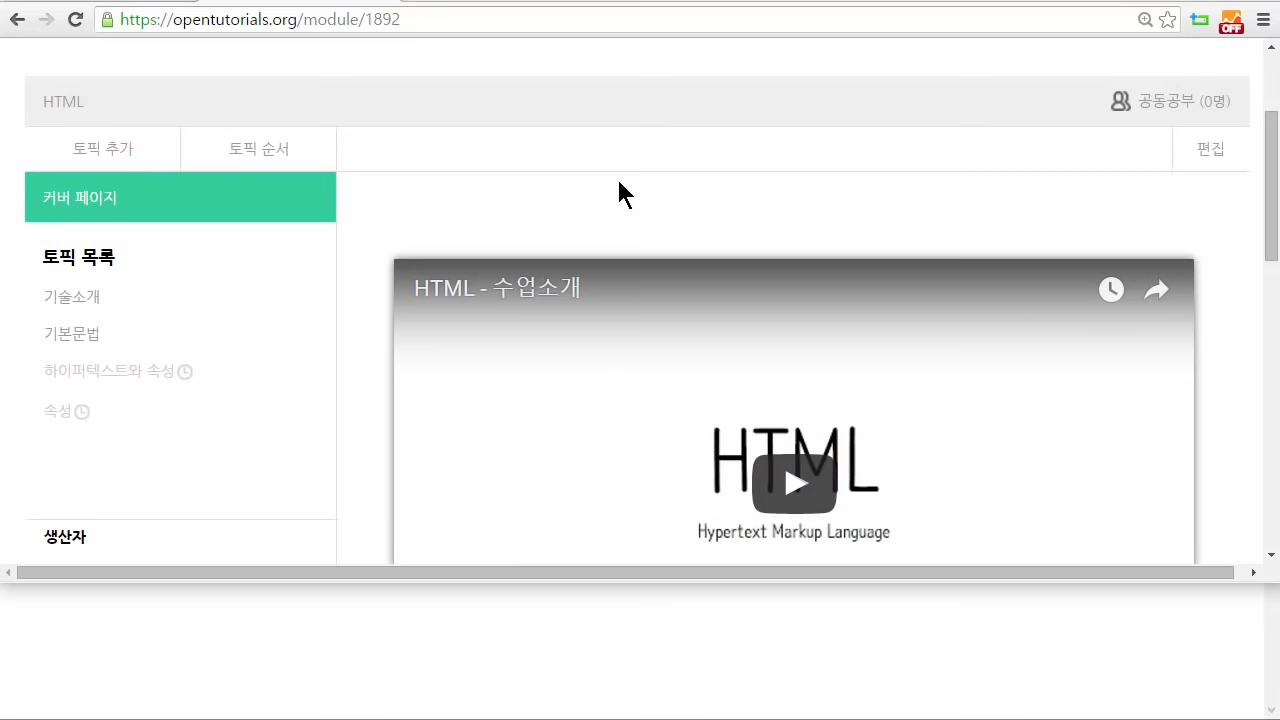 https://opentutorials.org/module/1892
OFF
HTML
공동공부 (0명)
토픽 추가
토픽 순서
편집
커버 페이지
토픽 목록
기술소개
기본문법
하이퍼텍스트와 속성
속성
생산자
HTML - 수업소개
HTML
Hypertext Markup Language